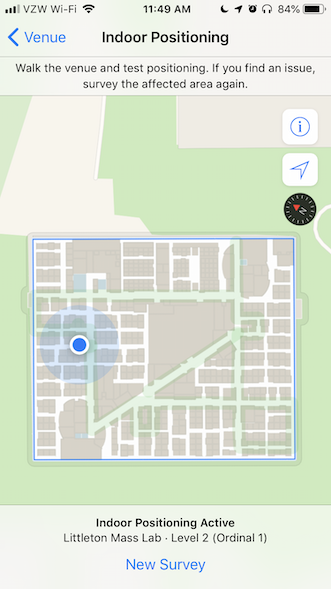 VZW Wi-Fi
11:49 AM
84%
Venue
Indoor Positioning
Walk the venue and test positioning. If you find an issue,
survey the affected area again.
N
Indoor Positioning Active
Littleton Mass Lab · Level 2 (Ordinal 1)
New Survey